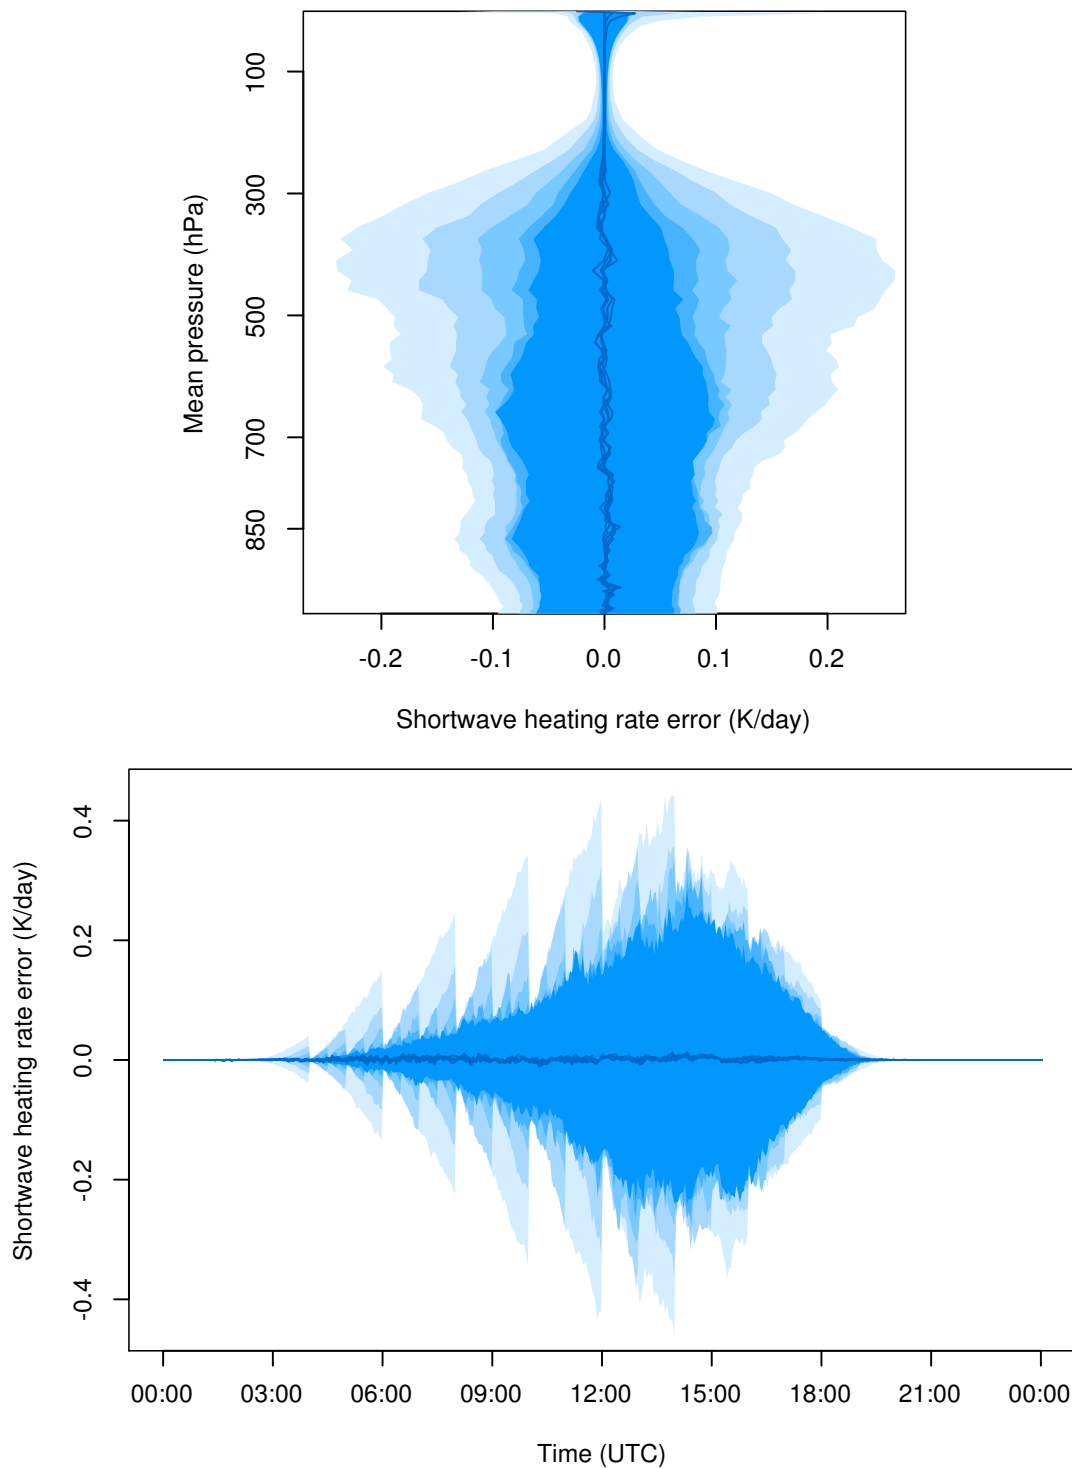 100
300
500
700
850
Mean pressure (hPa)
-0.2 -0.1 0.0 0.1 0.2
Shortwave heating rate error (K/day)
0.4
0.2
0.0
-0.2
-0.4
Shortwave heating rate error (K/day)
00:00 03:00 06:00 09:00 12:00 15:00 18:00 21:00 00:00
Time (UTC)